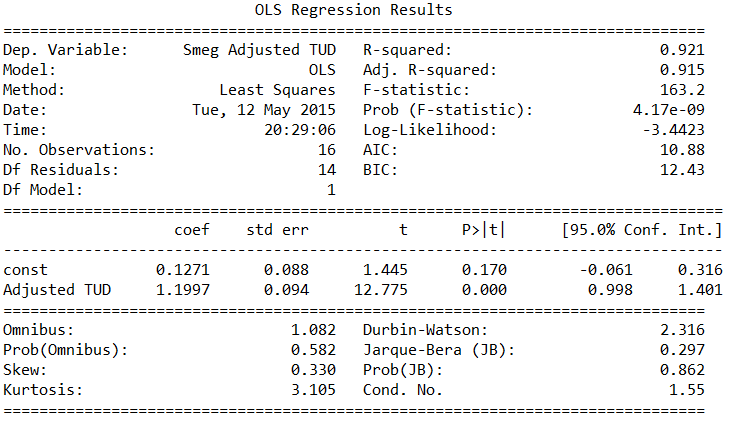 OLS Regression Results
==============================================================================
Dep. Variable: Smeg Adjusted TUD R-squared: 0.921
Model: OLS Adj. R-squared: 0.915
Method: Least Squares F-statistic: 163.2
Date: Tue, 12 May 2015 Prob (F-statistic): 4.17e-09
Time: 20:29:06 Log-Likelihood: -3.4423
No. Observations: 16 AIC: 10.88
Df Residuals: 14 BIC: 12.43
Df Model: 1
================================================================================
coef std err t P>|t| [95.0% Conf. Int.]
--------------------------------------------------------------------------------
const 0.1271 0.088 1.445 0.170 -0.061 0.316
Adjusted TUD 1.1997 0.094 12.775 0.000 0.998 1.401
==============================================================================
Omnibus: 1.082 Durbin-Watson: 2.316
Prob(Omnibus): 0.582 Jarque-Bera (JB): 0.297
Skew: 0.330 Prob(JB): 0.862
Kurtosis: 3.105 Cond. No. 1.55
==============================================================================